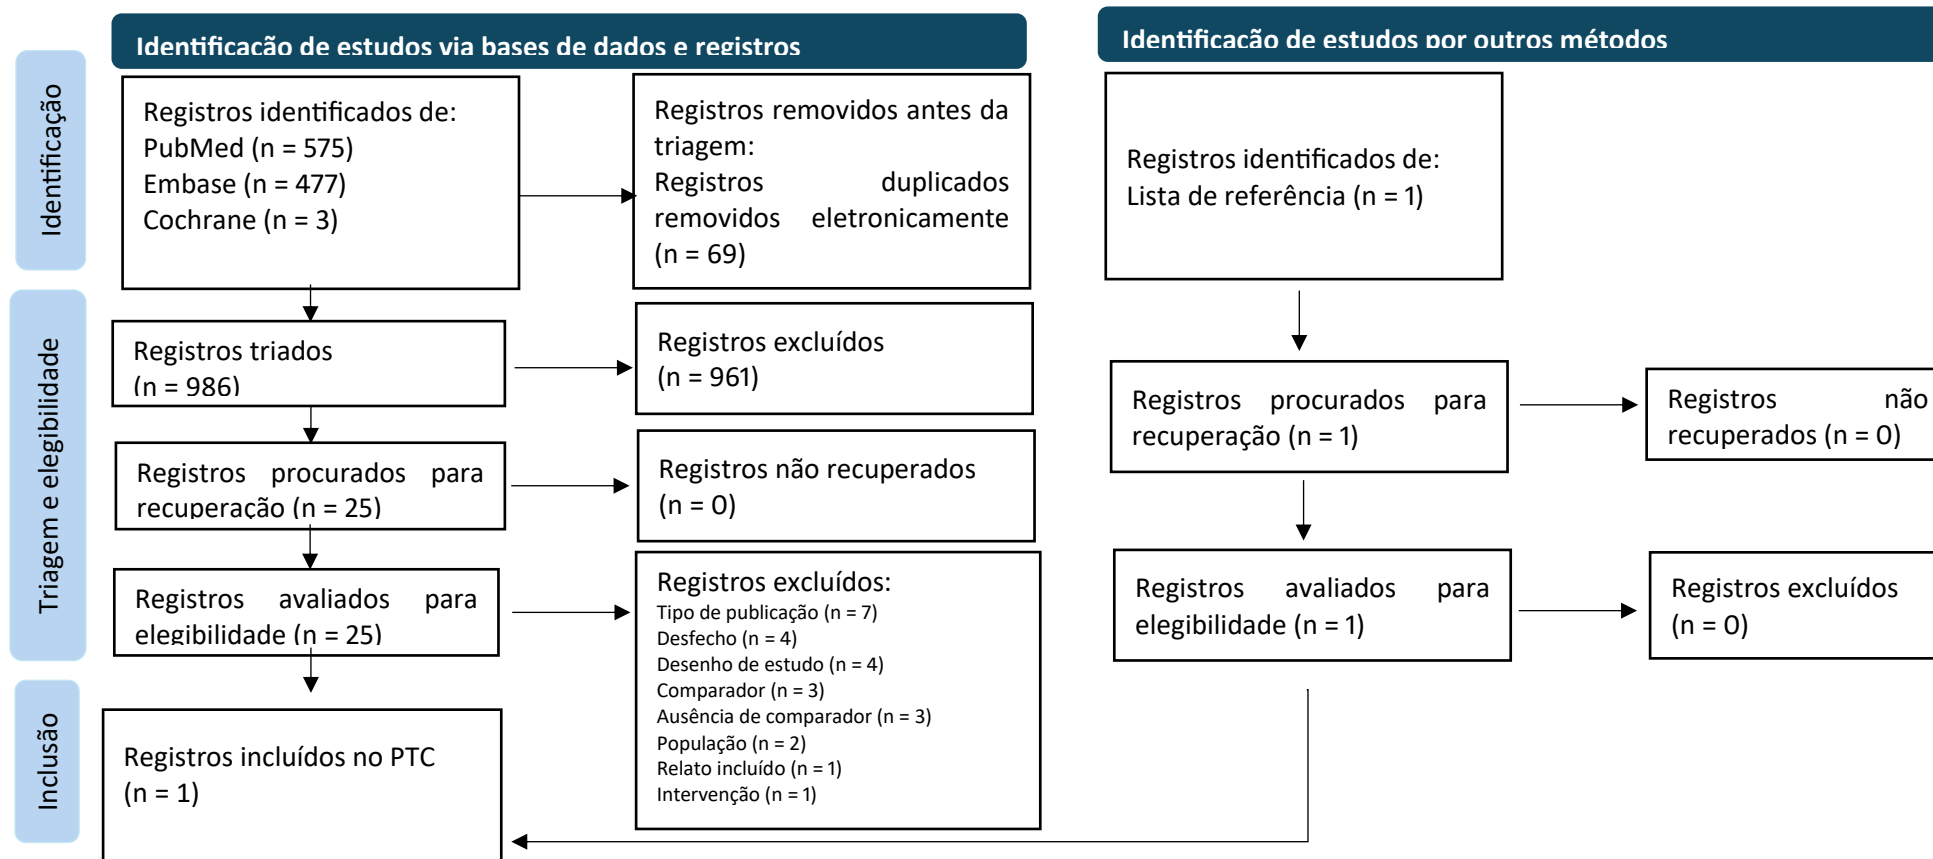 Identificação de estudos via bases de dados e registros
Identificação de estudos por outros métodos
Identificação
Registros identificados de:
PubMed (n = 575)
Embase (n = 477)
Cochrane (n = 3)
Registros removidos antes da
triagem:
Registros duplicados
removidos eletronicamente
(n = 69)
Registros identificados de:
Lista de referência (n = 1)
Triagem e elegibilidade
Registros triados
(n = 986)
Registros excluídos
(n = 961)
Registros procurados para
recuperação (n = 25)
Registros não recuperados
(n = 0)
Registros procurados para
recuperação (n = 1)
Registros não
recuperados (n = 0)
Registros avaliados para
elegibilidade (n = 25)
Registros excluídos:
Tipo de publicação (n = 7)
Desfecho (n = 4)
Desenho de estudo (n = 4)
Comparador (n = 3)
Ausência de comparador (n = 3)
População (n = 2)
Relato incluído (n = 1)
Intervenção (n = 1)
Registros avaliados para
elegibilidade (n = 1)
Registros excluídos
(n = 0)
Inclusão
Registros incluídos no PTC
(n = 1)